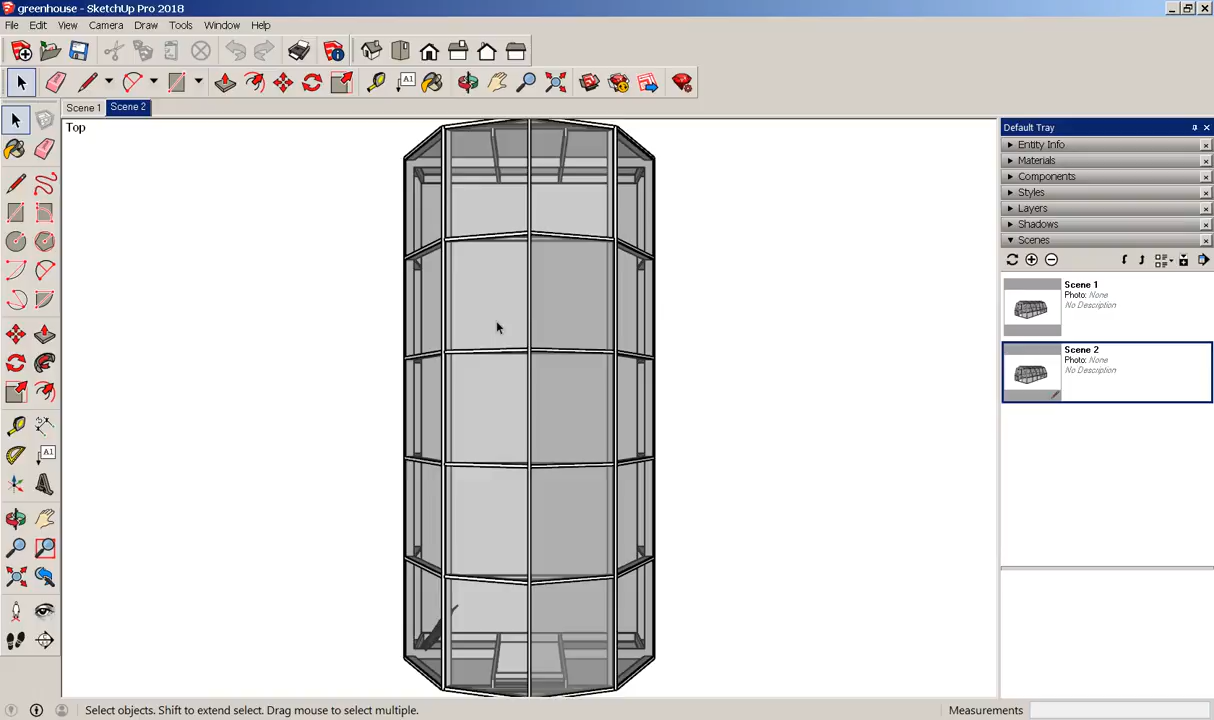 greenhouse - SketchUp Pro 2018
File Edit View Camera Draw Tools Window Help
A1
Scene 1 Scene 2
Top
Default Tray
Entity Info
Materials
Components
Styles
Layers
Shadows
Scenes
Scene 1
Photo: None
No Description
Scene 2
Photo: None
No Description
A1
Select objects. Shift to extend select. Drag mouse to select multiple.
Measurements